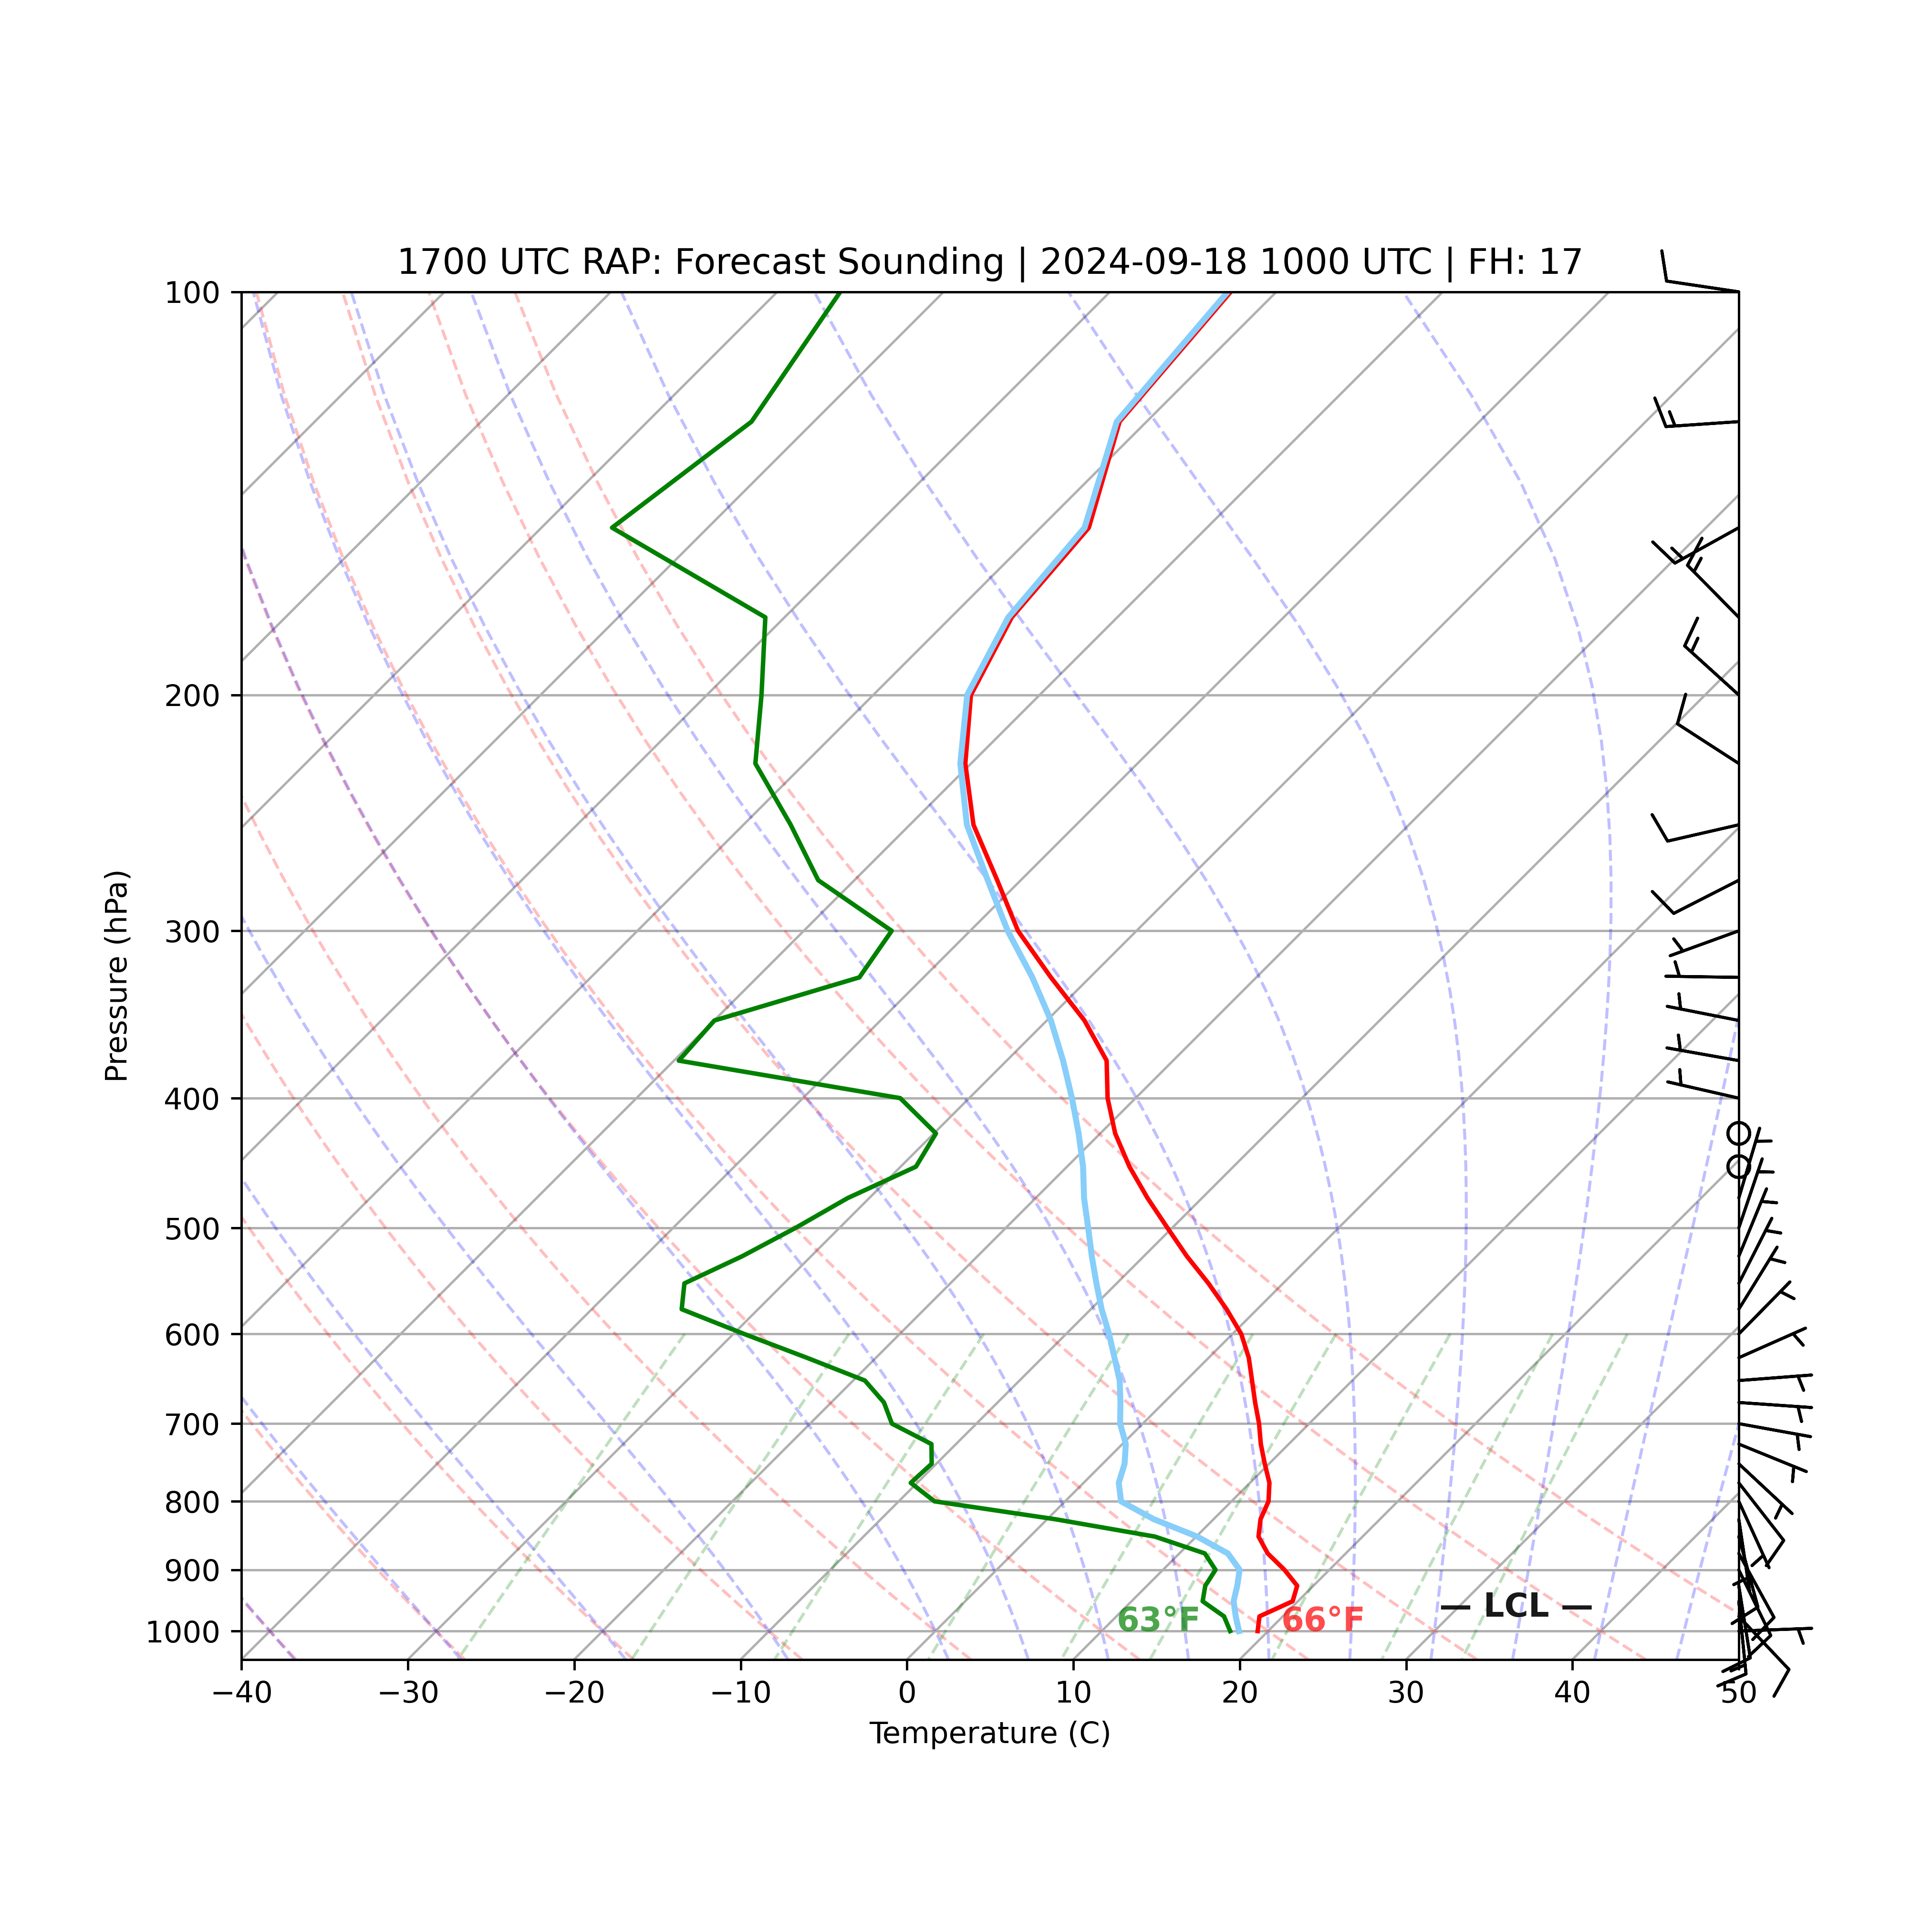 1700 UTC RAP: Forecast Sounding | 2024-09-18 1000 UTC | FH: 17
100
200
300
400
500
600
700
800
900
1000
Pressure (hPa)
63°F
66°F
— LCL —
−40 −30 −20 −10 0 10 20 30 40 50
Temperature (C)